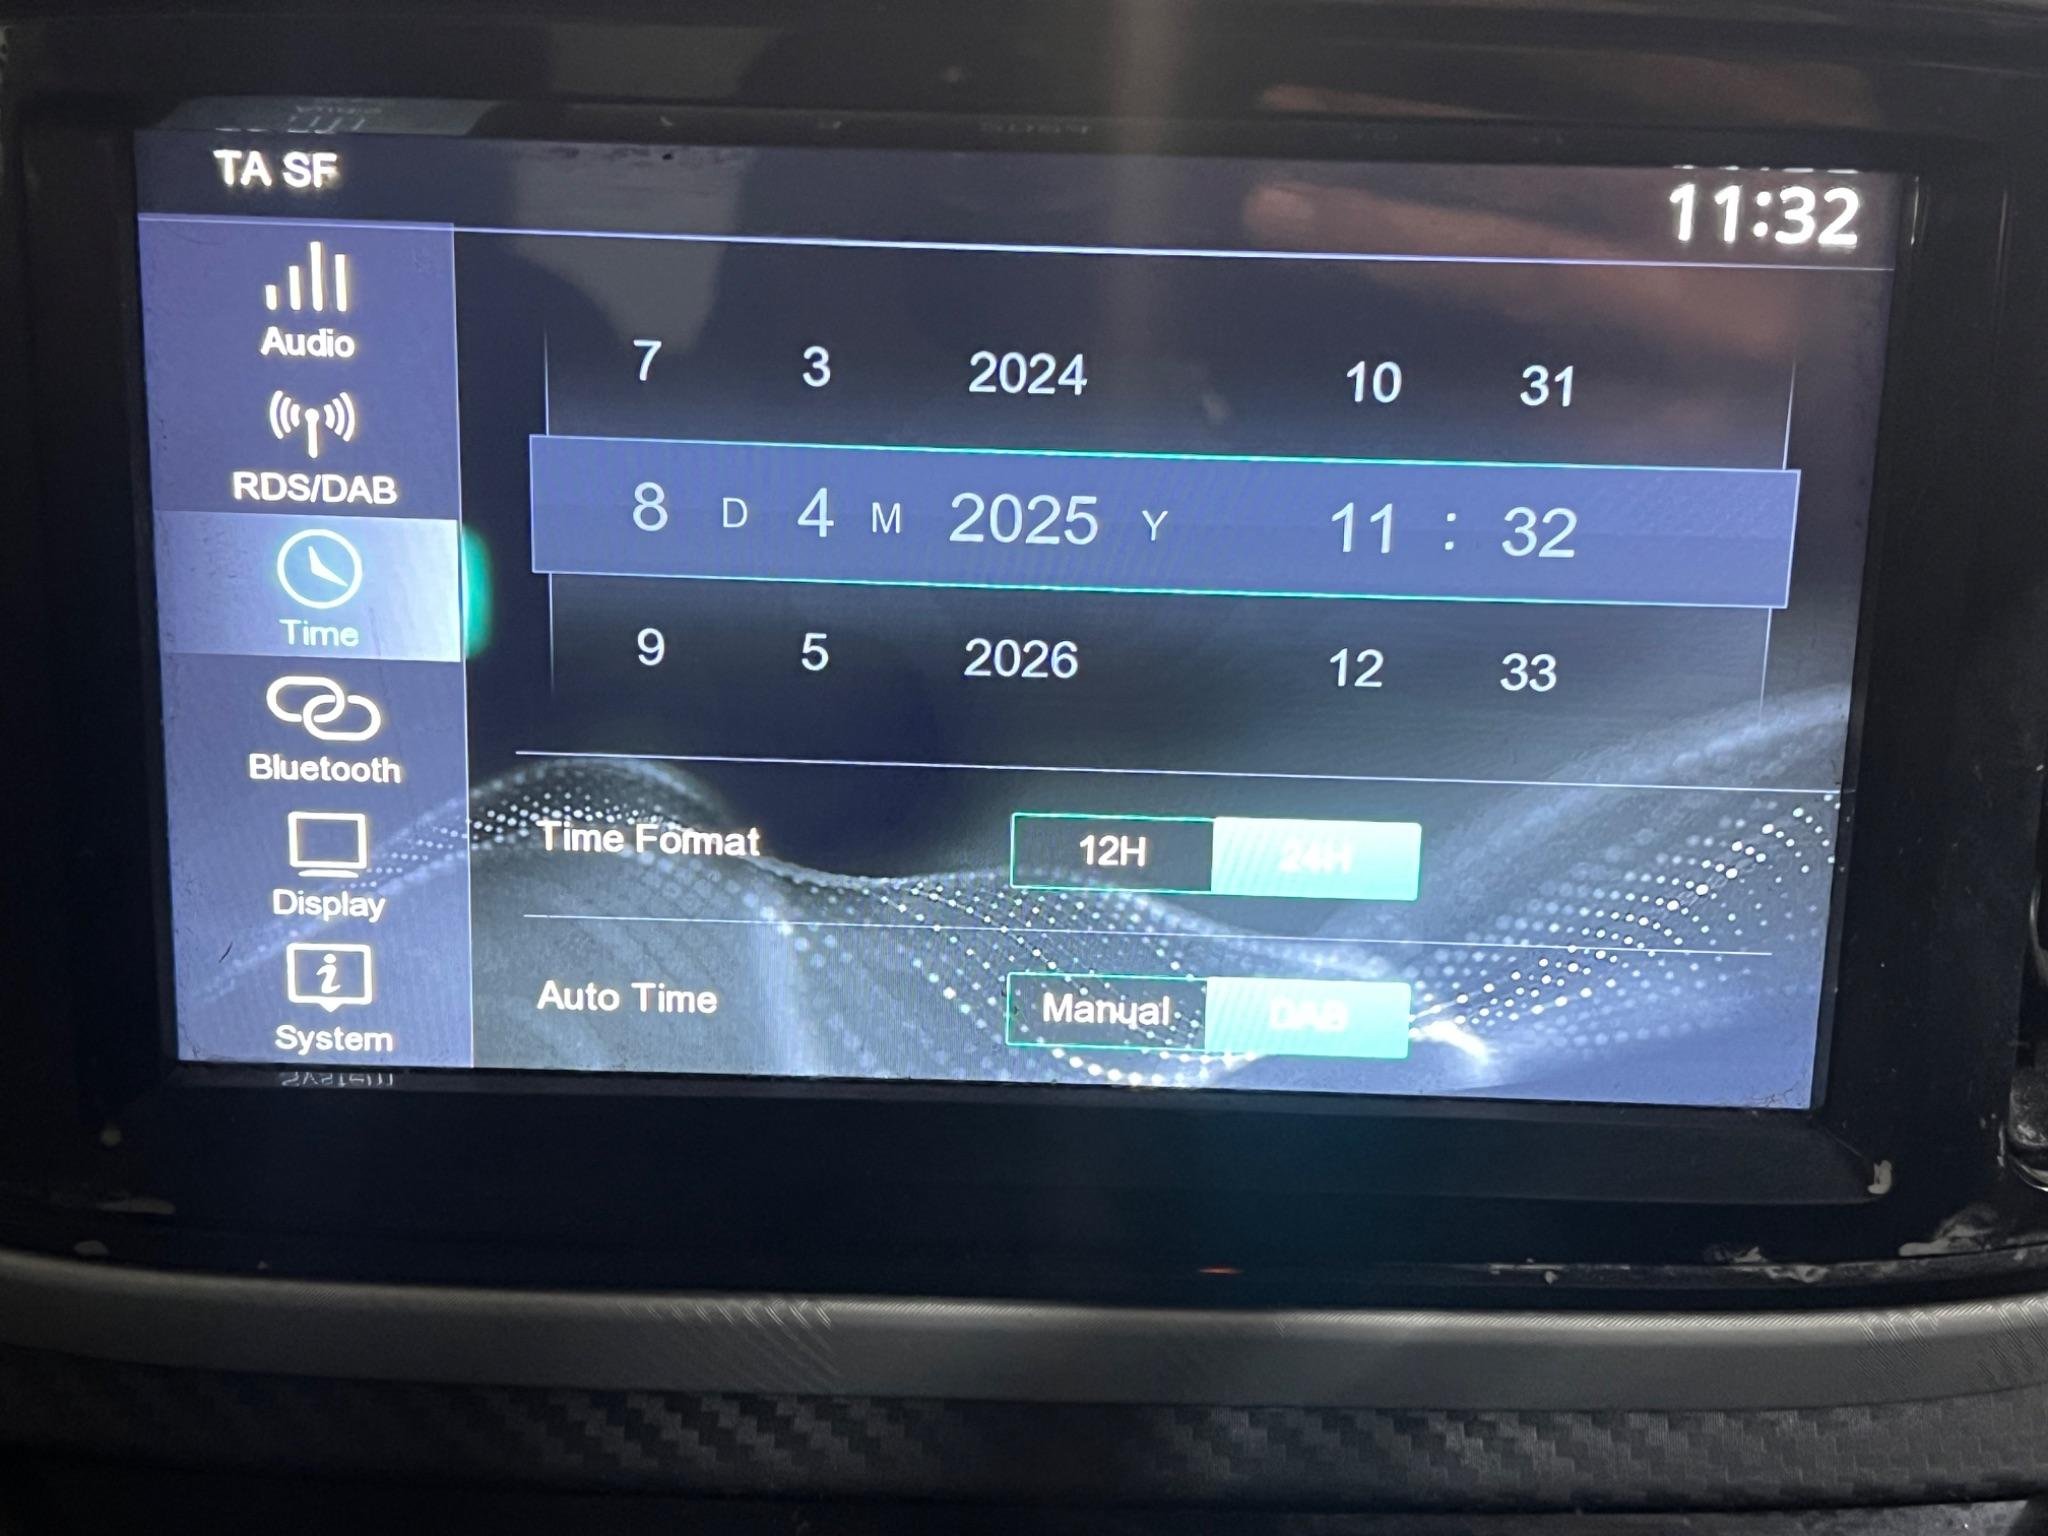 TA SF
11:32
Audio
RDS/DAB
Time
Bluetooth
Display
System
7 3 2024 10 31
8 D 4 M 2025 Y 11 : 32
9 5 2026 12 33
Time Format 12H 24H
Auto Time Manual DAB